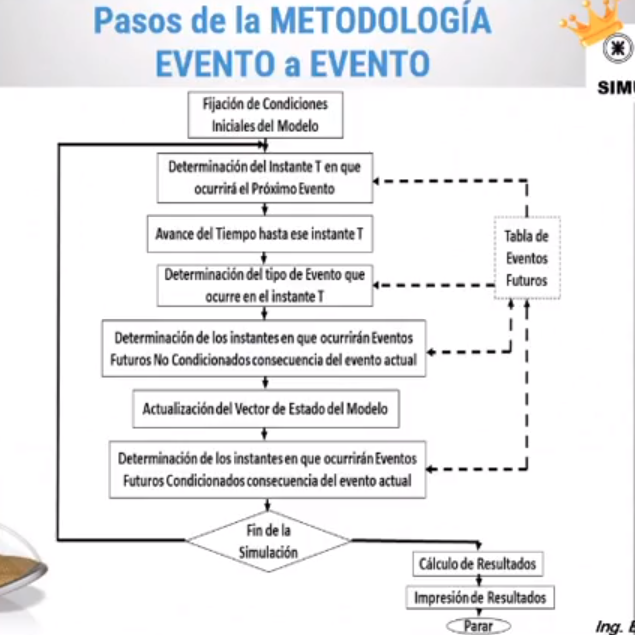 Pasos de la METODOLOGÍA
EVENTO a EVENTO
SIMU
Fijación de Condiciones
Iniciales del Modelo
Determinación del Instante T en que
ocurrirá el Próximo Evento
Avance del Tiempo hasta ese instante T
Tabla de
Eventos
Futuros
Determinación del tipo de Evento que
ocurre en el instante T
Determinación de los instantes en que ocurrirán Eventos
Futuros No Condicionados consecuencia del evento actual
Actualización del Vector de Estado del Modelo
Determinación de los instantes en que ocurrirán Eventos
Futuros Condicionados consecuencia del evento actual
Fin de la
Simulación
Cálculo de Resultados
Impresión de Resultados
Parar
Ing. E